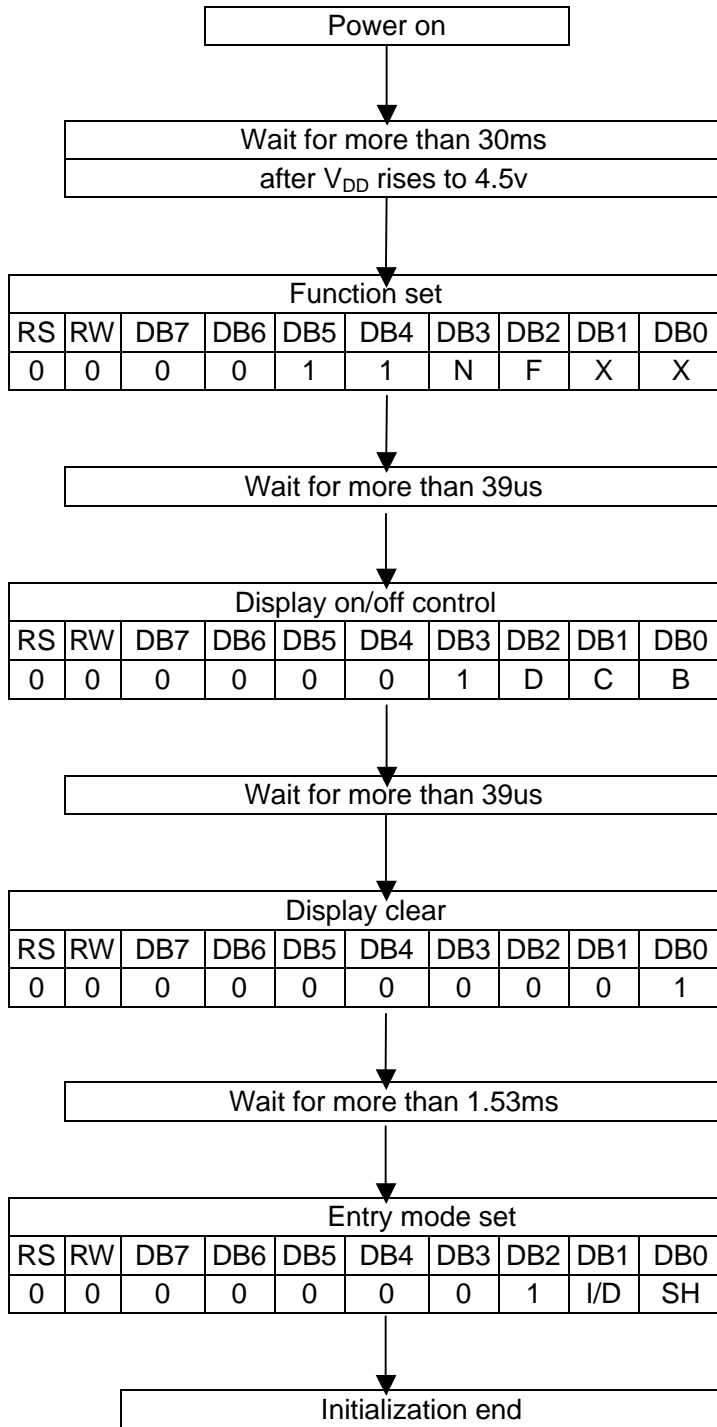 Power on
Wait for more than 30ms
after VDD rises to 4.5v
Function set
RS RW DB7 DB6 DB5 DB4 DB3 DB2 DB1 DB0
0 0 0 0 1 1 N F X X
Wait for more than 39us
Display on/off control
RS RW DB7 DB6 DB5 DB4 DB3 DB2 DB1 DB0
0 0 0 0 0 0 1 D C B
Wait for more than 39us
Display clear
RS RW DB7 DB6 DB5 DB4 DB3 DB2 DB1 DB0
0 0 0 0 0 0 0 0 0 1
Wait for more than 1.53ms
Entry mode set
RS RW DB7 DB6 DB5 DB4 DB3 DB2 DB1 DB0
0 0 0 0 0 0 0 1 I/D SH
Initialization end